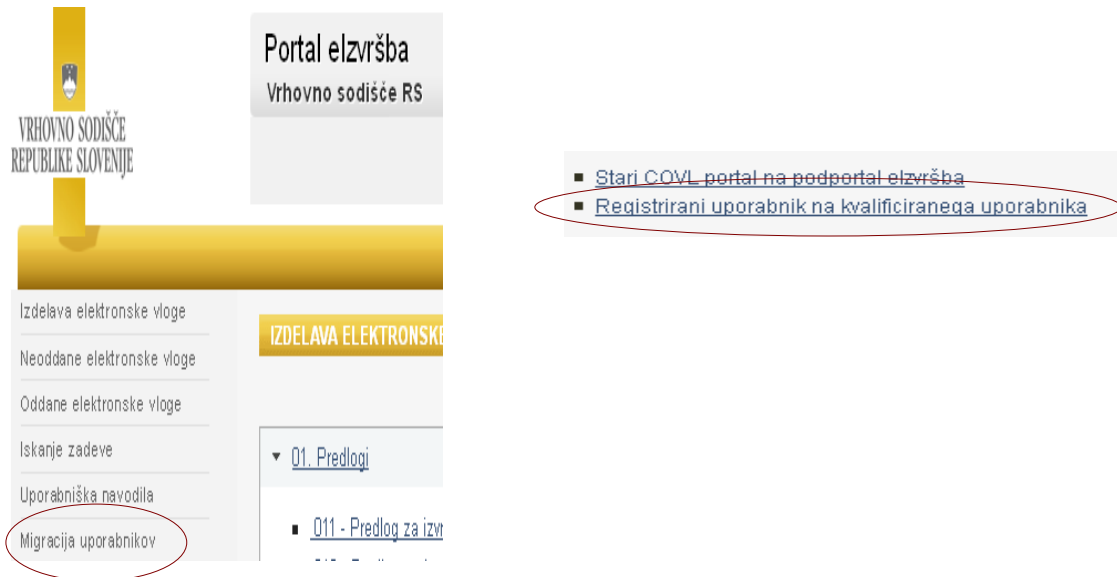 VRHOVNO SODIŠČE
REPUBLIKE SLOVENIJE
Portal eIzvršba
Vrhovno sodišče RS
Izdelava elektronske vloge
Neoddane elektronske vloge
Oddane elektronske vloge
Iskanje zadeve
Uporabniška navodila
Migracija uporabnikov
IZDELAVA ELEKTRONSKE
01. Predlogi
011 - Predlog za izvr
Stari COVL portal na podportal eIzvršba
Registrirani uporabnik na kvalificiranega uporabnika